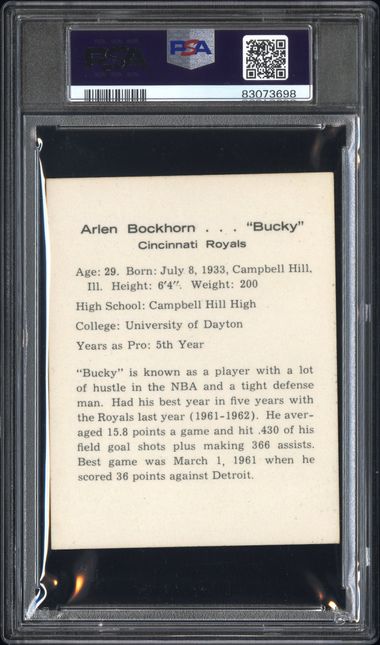 PSA
PSA
83073698
Arlen Bockhorn . . . "Bucky"
Cincinnati Royals
Age: 29. Born: July 8, 1933, Campbell Hill,
Ill. Height: 6'4". Weight: 200
High School: Campbell Hill High
College: University of Dayton
Years as Pro: 5th Year
"Bucky" is known as a player with a lot
of hustle in the NBA and a tight defense
man. Had his best year in five years with
the Royals last year (1961-1962). He aver-
aged 15.8 points a game and hit .430 of his
field goal shots plus making 366 assists.
Best game was March 1, 1961 when he
scored 36 points against Detroit.